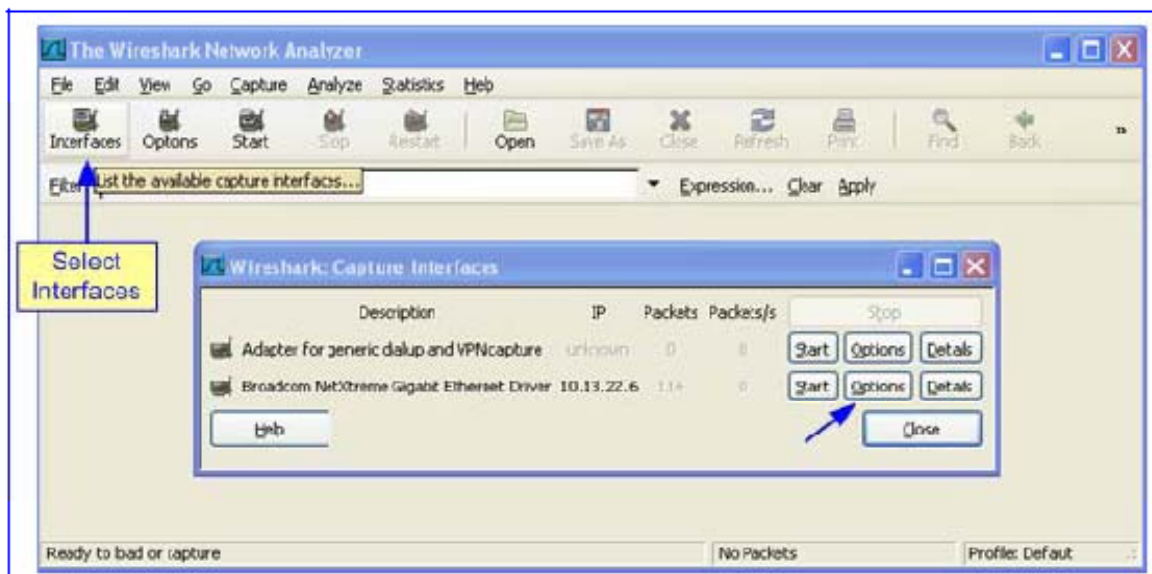 The Wireshark Network Analyzer
File Edit View Go Capture Analyze Statistics Help
Interfaces Options Start Stop Restart Open Save As Close Refresh Print Find Back »
Filter List the available capture interfaces... Expression... Clear Apply
Select
Interfaces
Wireshark: Capture Interfaces
Description IP Packets Packets/s Stop
Adapter for generic dialup and VPN capture unknown 0 0 Start Options Details
Broadcom NetXtreme Gigabit Ethernet Driver 10.13.22.6 0 Start Options Details
Help Close
Ready to load or capture No Packets Profile: Default